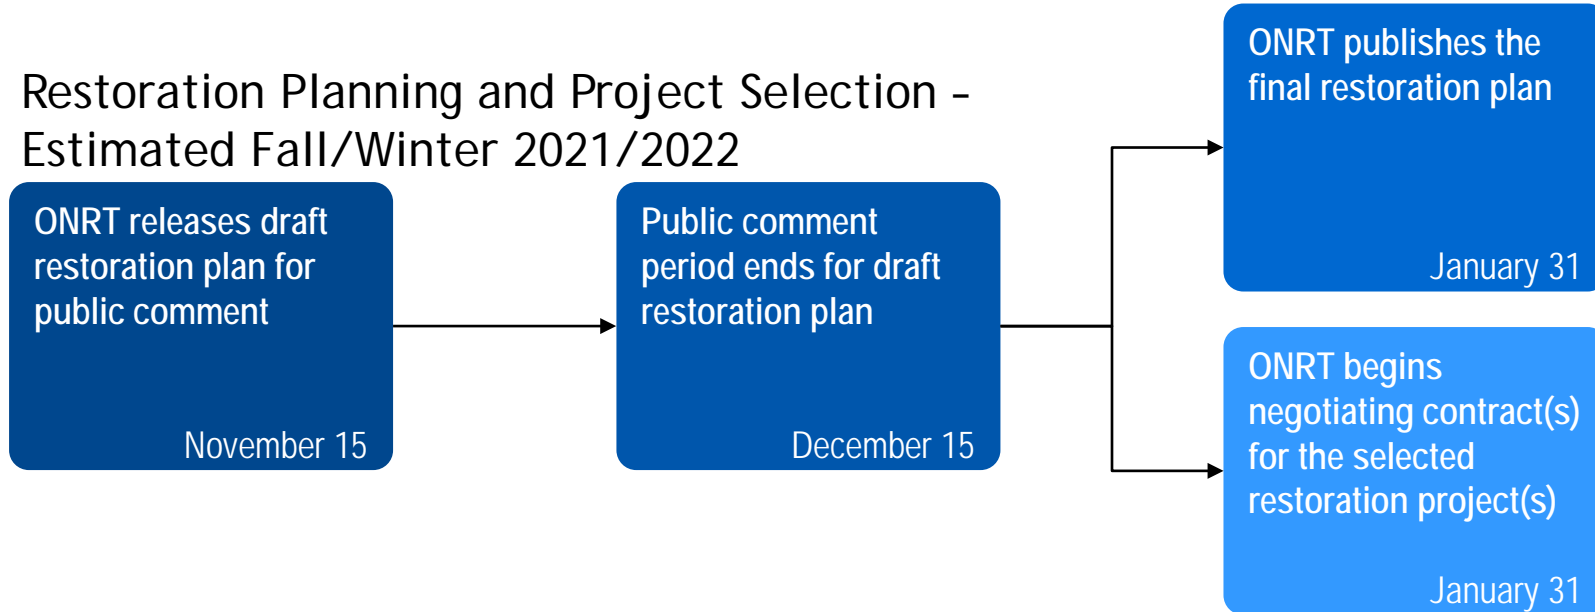 Restoration Planning and Project Selection -
Estimated Fall/Winter 2021/2022
ONRT releases draft
restoration plan for
public comment
November 15
Public comment
period ends for draft
restoration plan
December 15
ONRT publishes the
final restoration plan
January 31
ONRT begins
negotiating contract(s)
for the selected
restoration project(s)
January 31